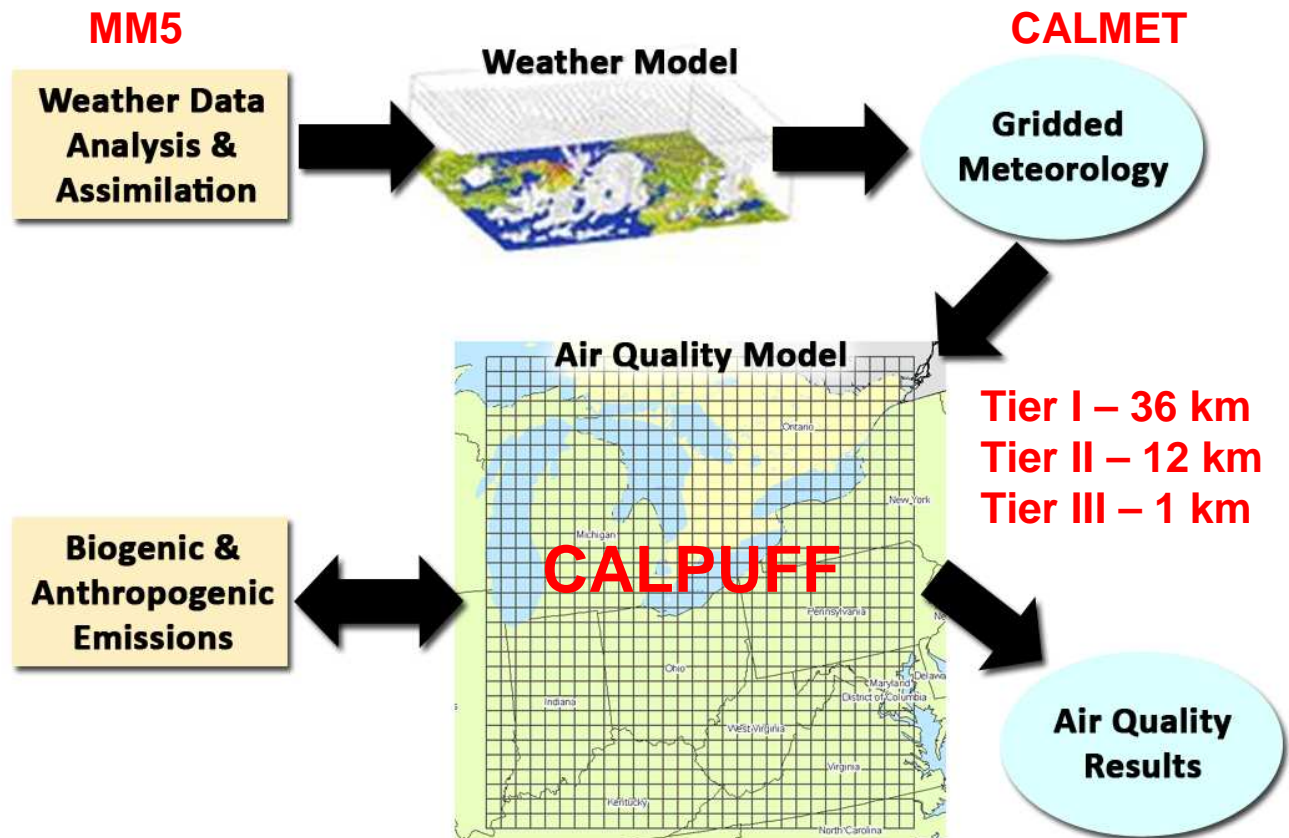 MM5
CALMET
Weather Model
Weather Data
Analysis &
Assimilation
Gridded
Meteorology
Air Quality Model
Tier I – 36 km
Tier II – 12 km
Tier III – 1 km
Ontario
New York
Michigan
CALPUFF
Biogenic &
Anthropogenic
Emissions
Pennsylvania
Ohio
Maryland
Delaw
District of Columbia
Indiana
West Virginia
Virginia
Kentucky
North Carolina
Air Quality
Results